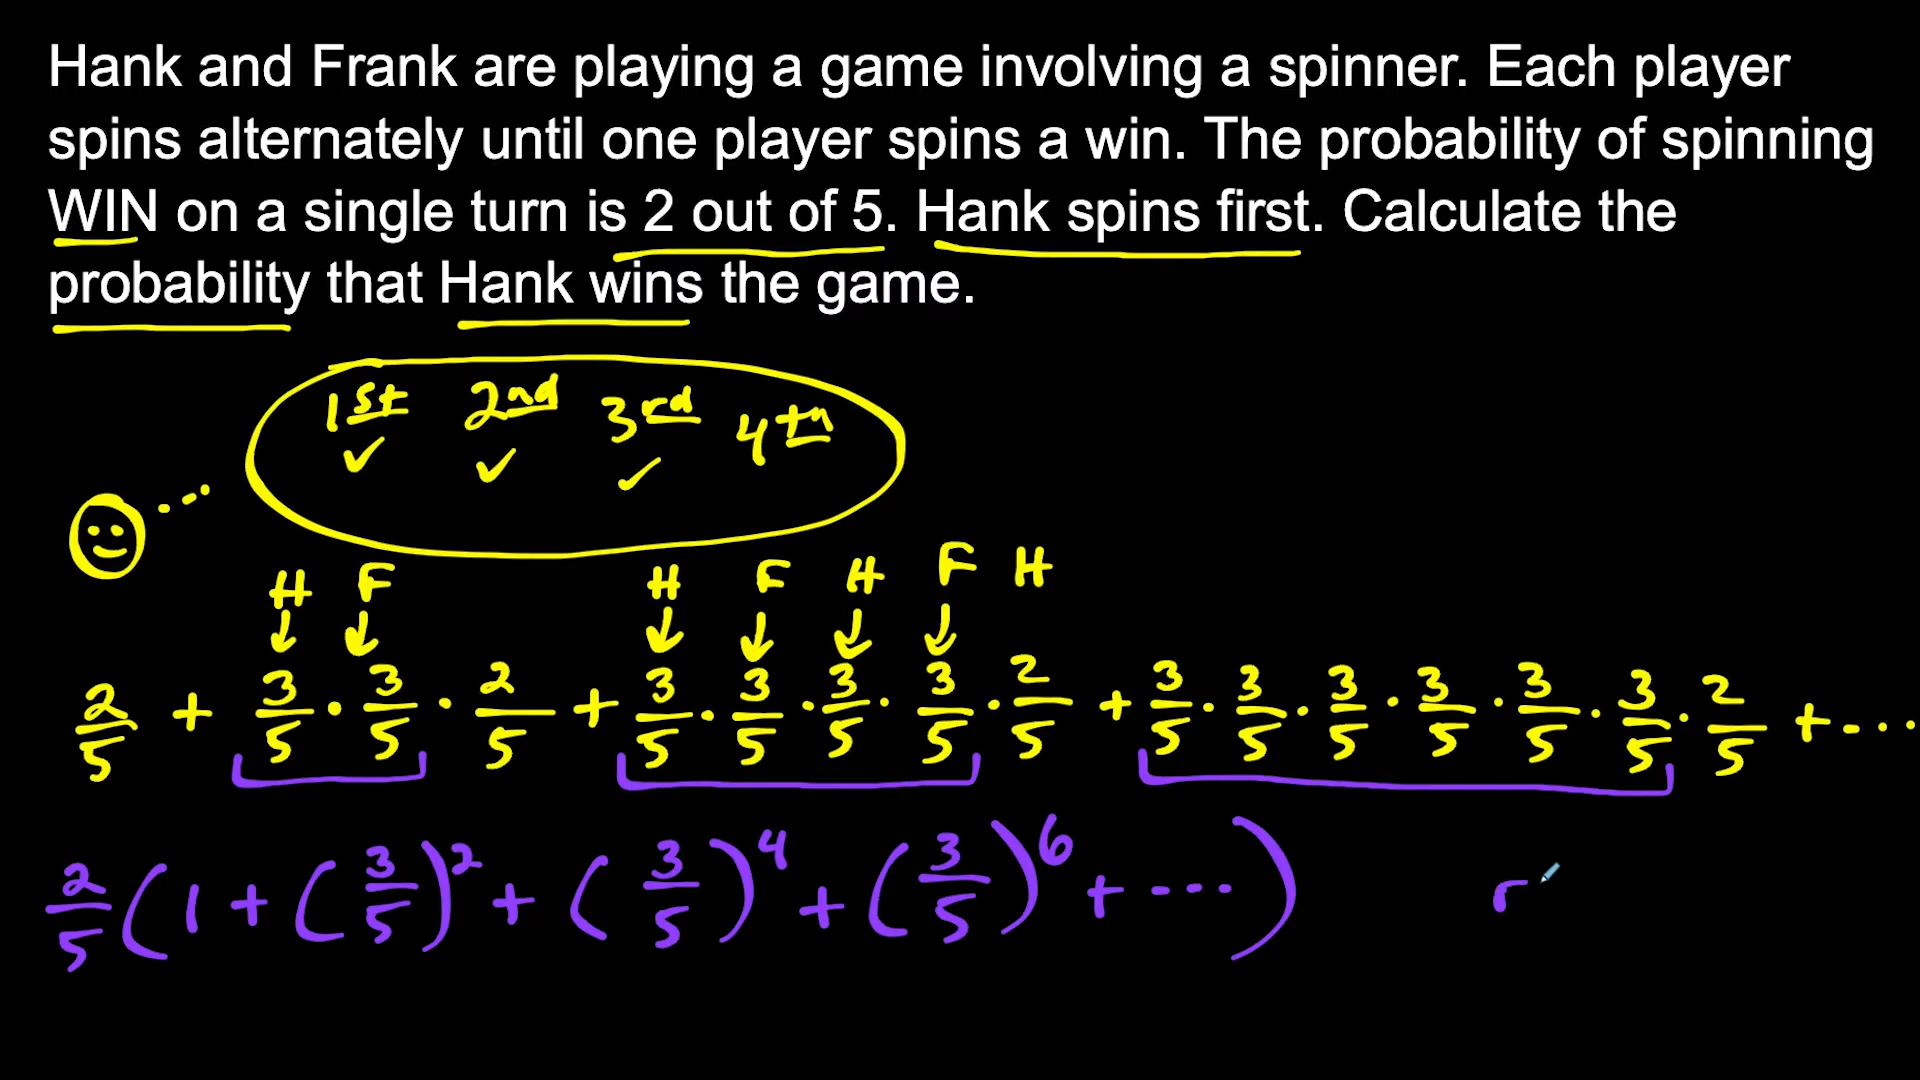 Hank and Frank are playing a game involving a spinner. Each player
spins alternately until one player spins a win. The probability of spinning
WIN on a single turn is 2 out of 5. Hank spins first. Calculate the
probability that Hank wins the game.
1st 2nd 3rd 4th
✓ ✓ ✓
H F H F H F H
2/5 + 3/5 · 3/5 · 2/5 + 3/5 · 3/5 · 3/5 · 3/5 · 2/5 + 3/5 · 3/5 · 3/5 · 3/5 · 3/5 · 3/5 · 2/5 + ...
2/5 (1 + (3/5)^2 + (3/5)^4 + (3/5)^6 + ...) r